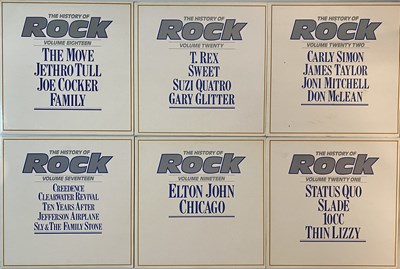 THE HISTORY OF
ROCK
VOLUME EIGHTEEN
THE MOVE
JETHRO TULL
JOE COCKER
FAMILY
THE HISTORY OF
ROCK
VOLUME TWENTY
T. REX
SWEET
SUZI QUATRO
GARY GLITTER
THE HISTORY OF
ROCK
VOLUME TWENTY TWO
CARLY SIMON
JAMES TAYLOR
JONI MITCHELL
DON MCLEAN
THE HISTORY OF
ROCK
VOLUME SEVENTEEN
CREEDENCE
CLEARWATER REVIVAL
TEN YEARS AFTER
JEFFERSON AIRPLANE
SLY & THE FAMILY STONE
THE HISTORY OF
ROCK
VOLUME NINETEEN
ELTON JOHN
CHICAGO
THE HISTORY OF
ROCK
VOLUME TWENTY ONE
STATUS QUO
SLADE
10CC
THIN LIZZY